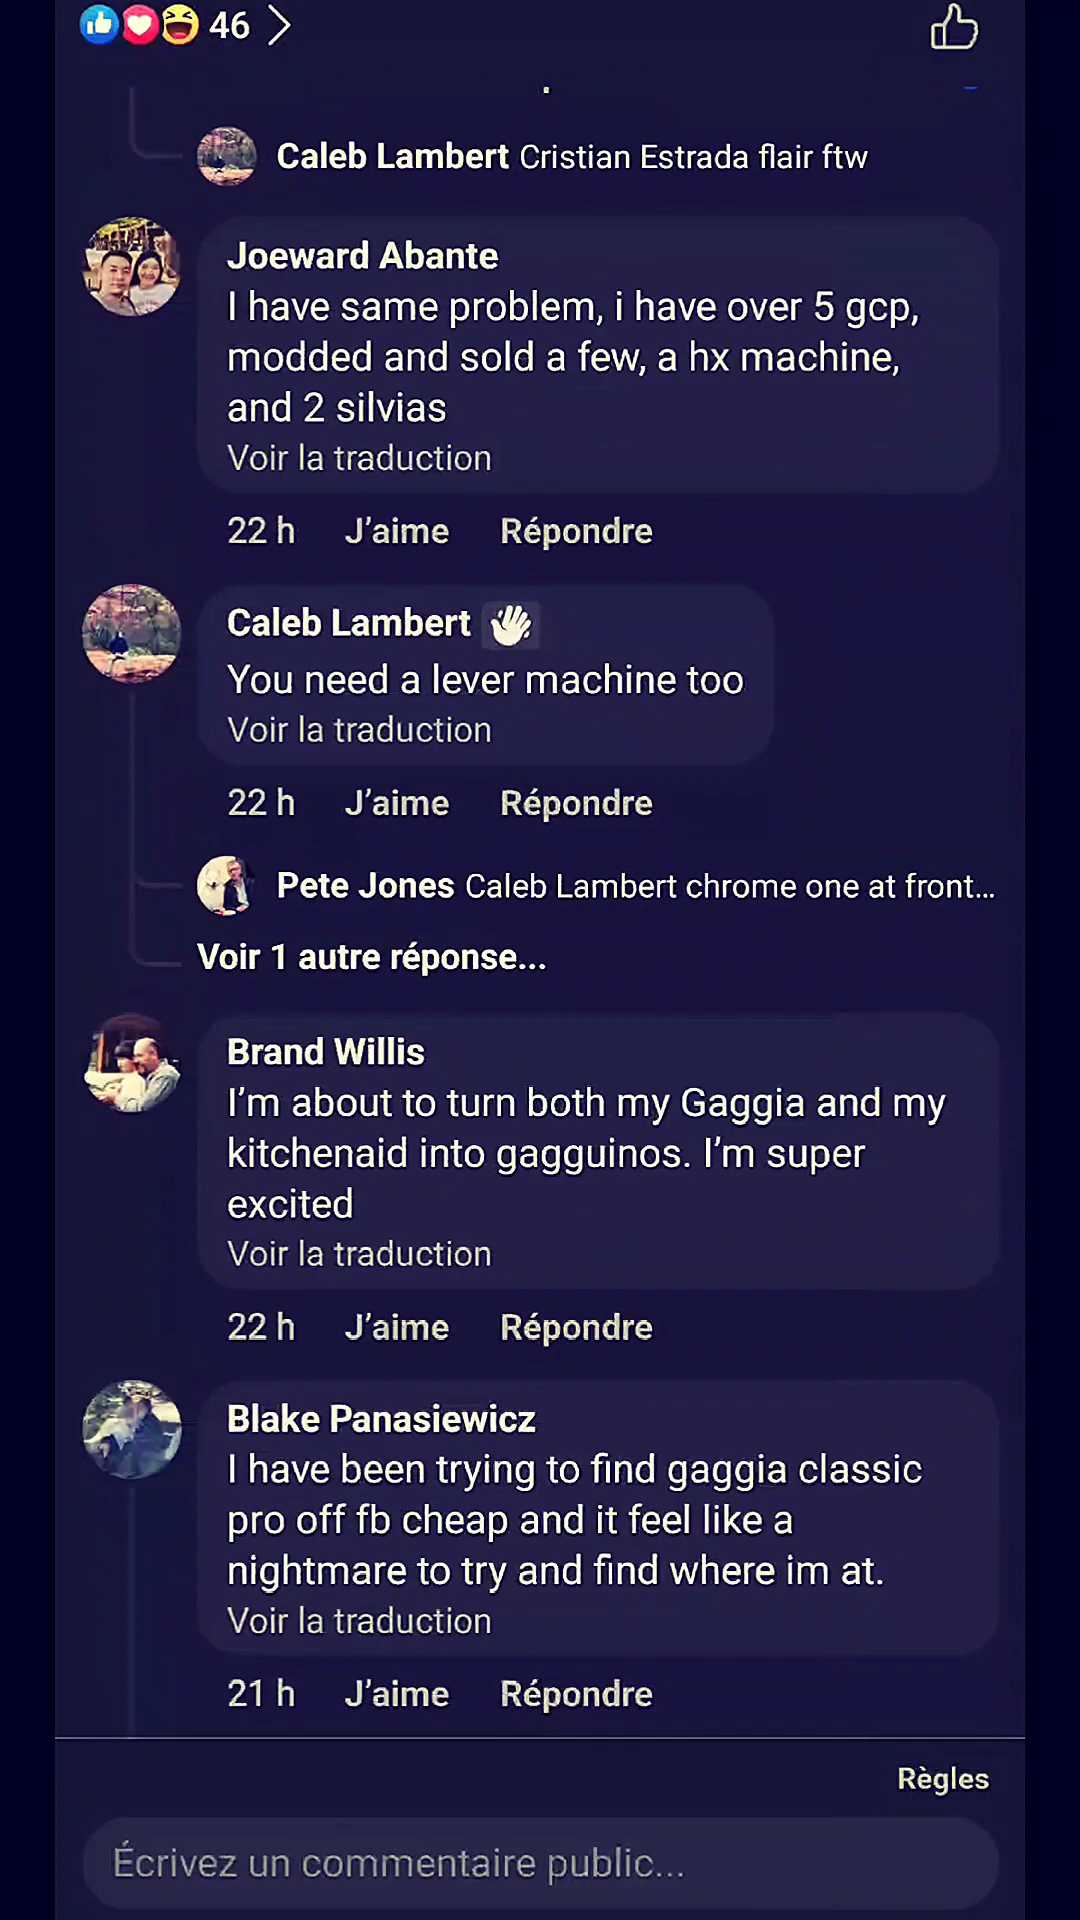 46
Caleb Lambert Cristian Estrada flair ftw
Joeward Abante
I have same problem, i have over 5 gcp,
modded and sold a few, a hx machine,
and 2 silvias
Voir la traduction
22 h J’aime Répondre
Caleb Lambert
You need a lever machine too
Voir la traduction
22 h J’aime Répondre
Pete Jones Caleb Lambert chrome one at front...
Voir 1 autre réponse...
Brand Willis
I’m about to turn both my Gaggia and my
kitchenaid into gagguinos. I’m super
excited
Voir la traduction
22 h J’aime Répondre
Blake Panasiewicz
I have been trying to find gaggia classic
pro off fb cheap and it feel like a
nightmare to try and find where im at.
Voir la traduction
21 h J’aime Répondre
Règles
Écrivez un commentaire public...